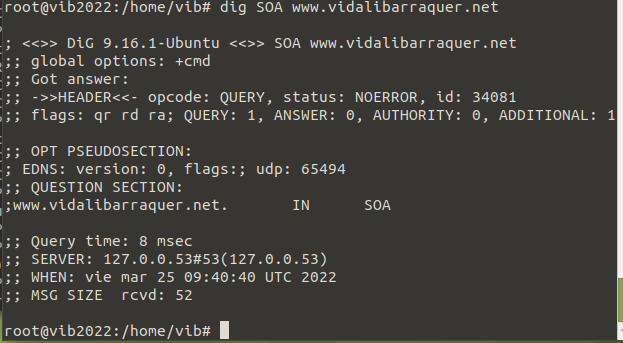 root@vib2022:/home/vib# dig SOA www.vidalibarraquer.net
; <<>> DiG 9.16.1-Ubuntu <<>> SOA www.vidalibarraquer.net
;; global options: +cmd
;; Got answer:
;; ->>HEADER<<- opcode: QUERY, status: NOERROR, id: 34081
;; flags: qr rd ra; QUERY: 1, ANSWER: 0, AUTHORITY: 0, ADDITIONAL: 1
;; OPT PSEUDOSECTION:
; EDNS: version: 0, flags:; udp: 65494
;; QUESTION SECTION:
;www.vidalibarraquer.net. IN SOA
;; Query time: 8 msec
;; SERVER: 127.0.0.53#53(127.0.0.53)
;; WHEN: vie mar 25 09:40:40 UTC 2022
;; MSG SIZE rcvd: 52
root@vib2022:/home/vib#